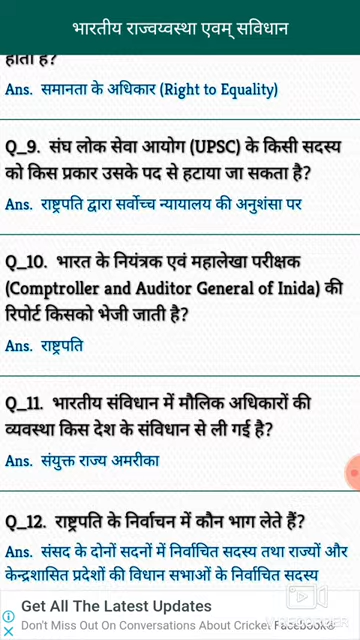 भारतीय राज्वय्वस्था एवम् सविधान
होता है?
Ans. समानता के अधिकार (Right to Equality)
Q_9. संघ लोक सेवा आयोग (UPSC) के किसी सदस्य
को किस प्रकार उसके पद से हटाया जा सकता है?
Ans. राष्ट्रपति द्वारा सर्वोच्च न्यायालय की अनुशंसा पर
Q_10. भारत के नियंत्रक एवं महालेखा परीक्षक
(Comptroller and Auditor General of Inida) की
रिपोर्ट किसको भेजी जाती है?
Ans. राष्ट्रपति
Q_11. भारतीय संविधान में मौलिक अधिकारों की
व्यवस्था किस देश के संविधान से ली गई है?
Ans. संयुक्त राज्य अमरीका
Q_12. राष्ट्रपति के निर्वाचन में कौन भाग लेते हैं?
Ans. संसद के दोनों सदनों में निर्वाचित सदस्य तथा राज्यों और
केन्द्रशासित प्रदेशों की विधान सभाओं के निर्वाचित सदस्य
Get All The Latest Updates
Don't Miss Out On Conversations About Cricket Facebook®